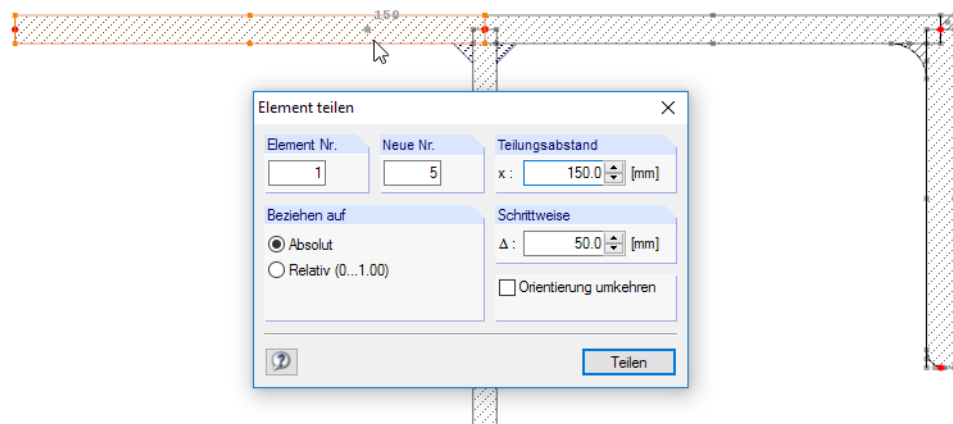 150
Element teilen
Element Nr.
Neue Nr.
Teilungsabstand
1
5
x :
150.0
[mm]
Beziehen auf
Schrittweise
Absolut
Δ :
50.0
[mm]
Relativ (0...1.00)
Orientierung umkehren
Teilen